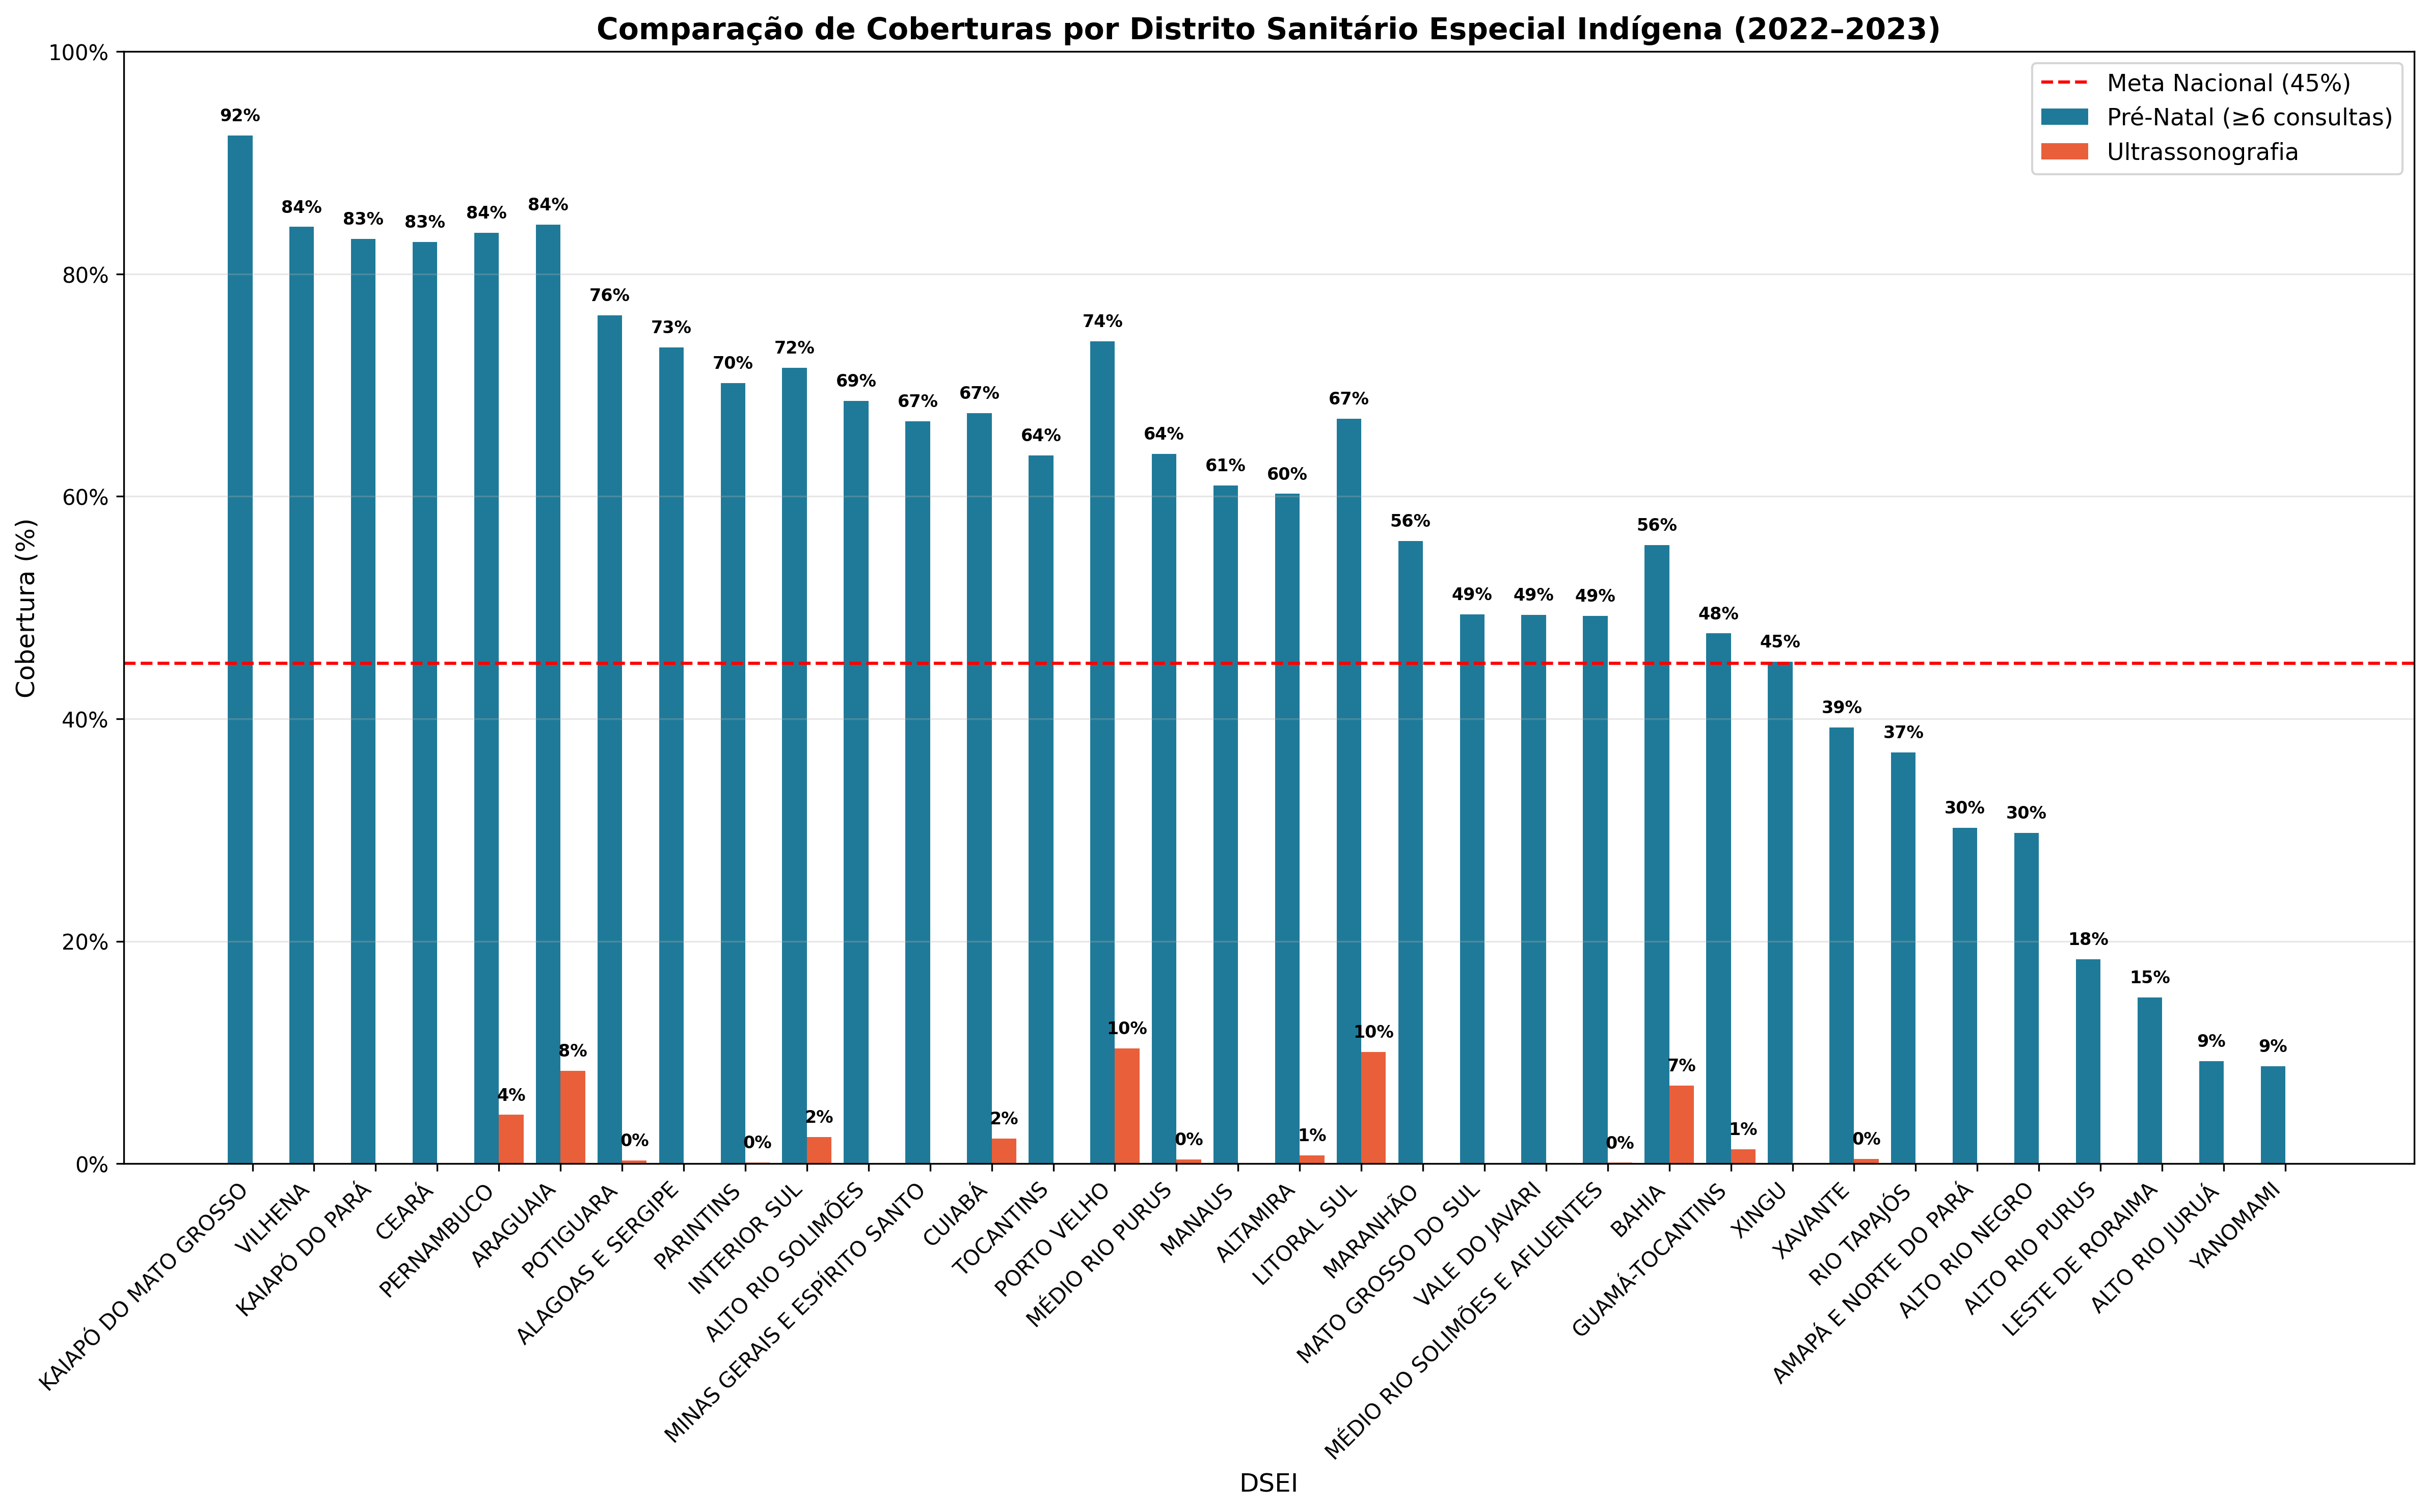 Comparação de Coberturas por Distrito Sanitário Especial Indígena (2022–2023)
Meta Nacional (45%)
Pré-Natal (≥6 consultas)
Ultrassonografia
Cobertura (%)
100%
80%
60%
40%
20%
0%
92%
84%
83%
83%
84%
4%
84%
8%
76%
0%
73%
70%
0%
72%
2%
69%
67%
67%
2%
64%
74%
10%
64%
0%
61%
60%
1%
67%
10%
56%
49%
49%
49%
0%
56%
7%
48%
1%
45%
39%
0%
37%
30%
30%
18%
15%
9%
9%
KAIAPÓ DO MATO GROSSO
VILHENA
KAIAPÓ DO PARÁ
CEARÁ
PERNAMBUCO
ARAGUAIA
POTIGUARA
ALAGOAS E SERGIPE
PARINTINS
INTERIOR SUL
ALTO RIO SOLIMÕES
MINAS GERAIS E ESPÍRITO SANTO
CUIABÁ
TOCANTINS
PORTO VELHO
MÉDIO RIO PURUS
MANAUS
ALTAMIRA
LITORAL SUL
MARANHÃO
MATO GROSSO DO SUL
VALE DO JAVARI
MÉDIO RIO SOLIMÕES E AFLUENTES
BAHIA
GUAMÁ-TOCANTINS
XINGU
XAVANTE
RIO TAPAJÓS
AMAPÁ E NORTE DO PARÁ
ALTO RIO NEGRO
ALTO RIO PURUS
LESTE DE RORAIMA
ALTO RIO JURUÁ
YANOMAMI
DSEI